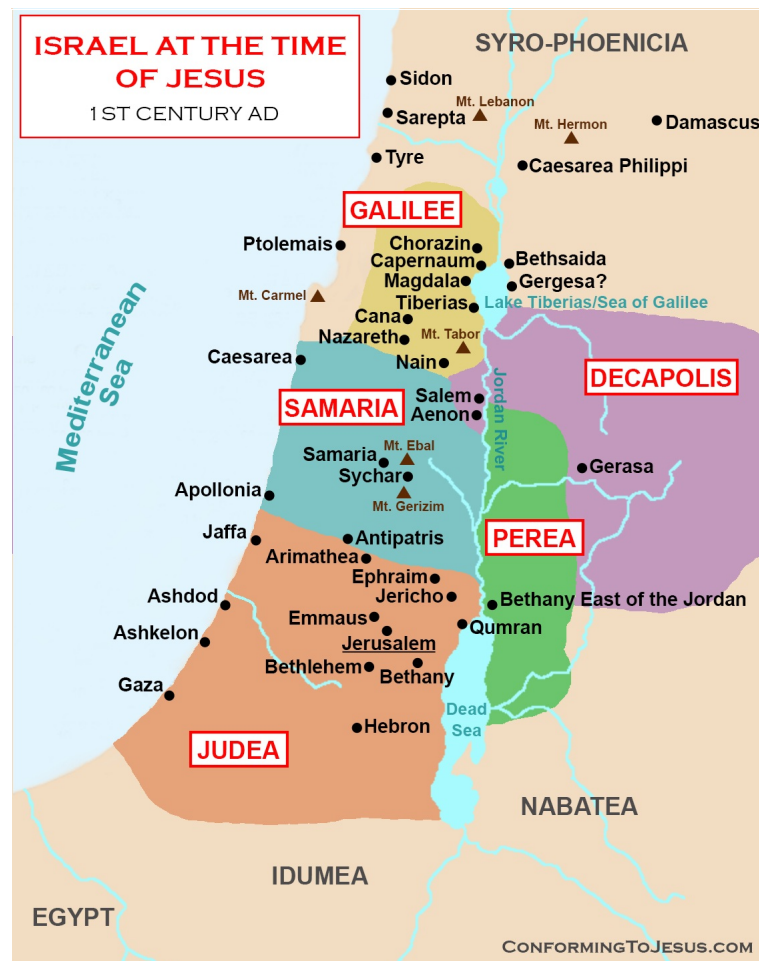 ISRAEL AT THE TIME
OF JESUS
1ST CENTURY AD
SYRO-PHOENICIA
Sidon
Mt. Lebanon
Sarepta
Mt. Hermon
Damascus
Tyre
Caesarea Philippi
GALILEE
Ptolemais
Chorazin
Bethsaida
Capernaum
Magdala
Gergesa?
Mt. Carmel
Tiberias
Lake Tiberias/Sea of Galilee
Cana
Nazareth
Mt. Tabor
Caesarea
Nain
Mediterranean
Sea
Jordan River
DECAPOLIS
SAMARIA
Salem
Aenon
Mt. Ebal
Samaria
Sychar
Gerasa
Mt. Gerizim
Apollonia
Jaffa
Antipatris
PEREA
Arimathea
Ephraim
Jericho
Ashdod
Bethany East of the Jordan
Emmaus
Qumran
Ashkelon
Jerusalem
Bethlehem
Bethany
Gaza
Dead
Sea
Hebron
JUDEA
NABATEA
IDUMEA
EGYPT
CONFORMINGTOJESUS.COM